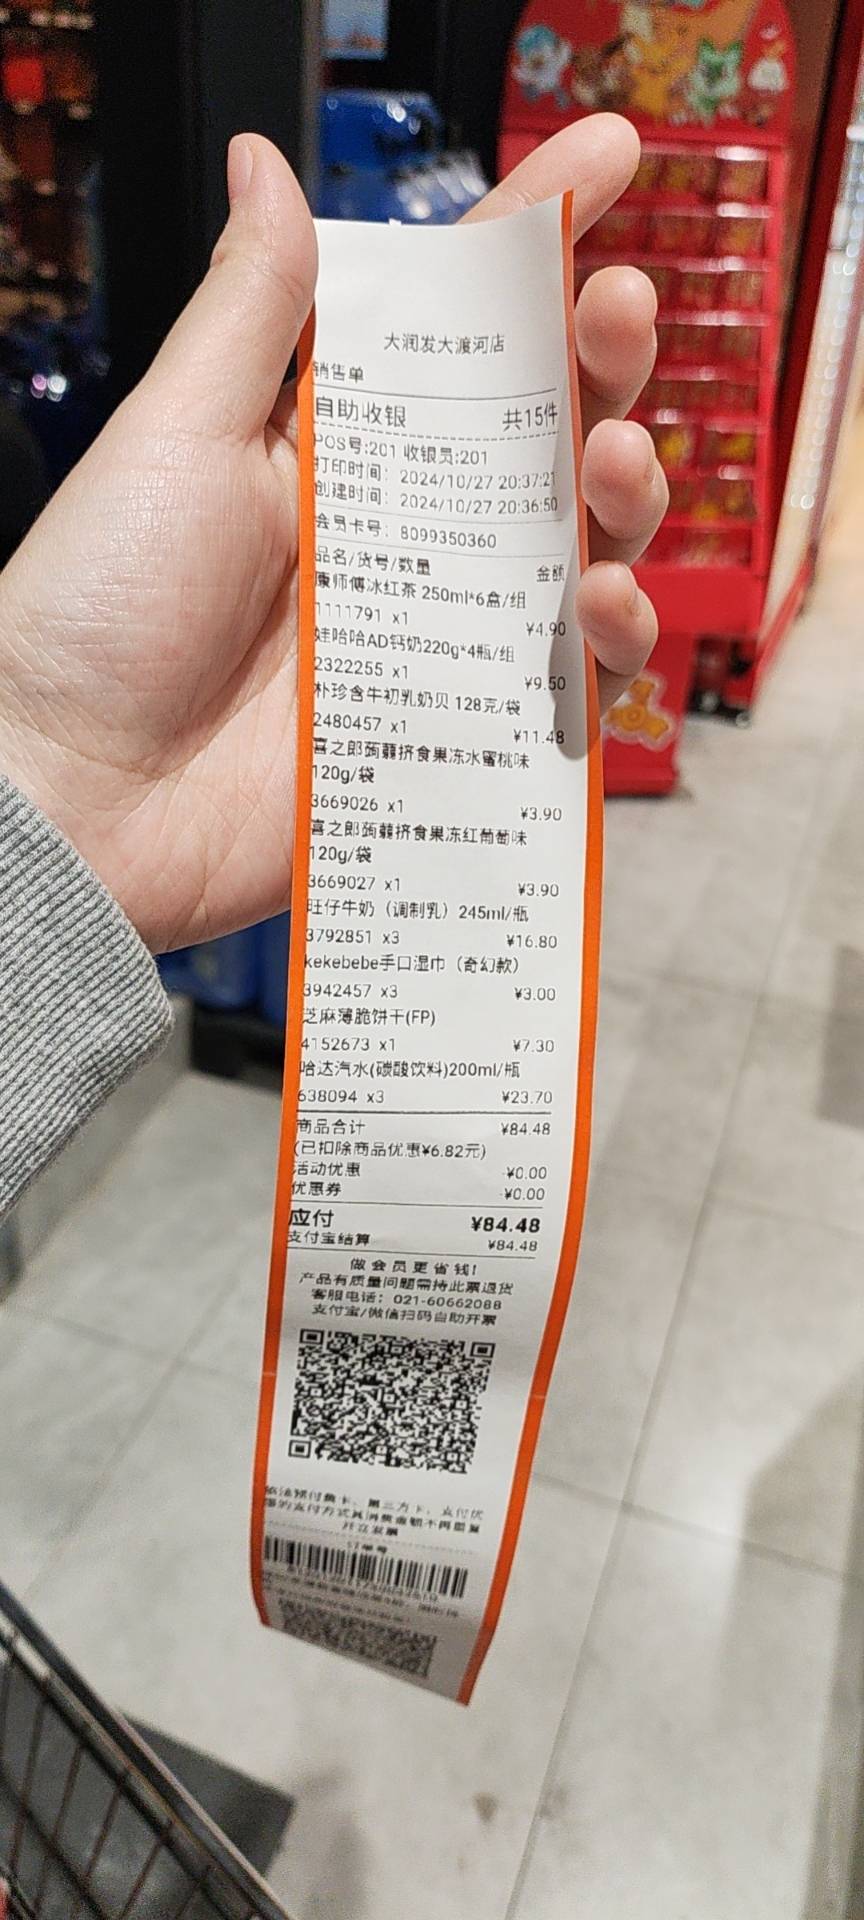 大润发大渡河店
销售单
自助收银 共15件
POS号:201 收银员:201
打印时间: 2024/10/27 20:37:21
创建时间: 2024/10/27 20:36:50
会员卡号: 8099350360
品名/货号/数量 金额
康师傅冰红茶 250ml*6盒/组
1111791 x1 ¥4.90
娃哈哈AD钙奶220g*4瓶/组
2322255 x1 ¥9.50
朴珍含牛初乳奶贝 128克/袋
2480457 x1 ¥11.48
喜之郎蒟蒻挤食果冻水蜜桃味
120g/袋
3669026 x1 ¥3.90
喜之郎蒟蒻挤食果冻红葡萄味
120g/袋
3669027 x1 ¥3.90
旺仔牛奶（调制乳）245ml/瓶
3792851 x3 ¥16.80
kekebebe手口湿巾（奇幻款）
3942457 x3 ¥3.00
芝麻薄脆饼干(FP)
4152673 x1 ¥7.30
哈达汽水(碳酸饮料)200ml/瓶
638094 x3 ¥23.70
商品合计 ¥84.48
(已扣除商品优惠¥6.82元)
活动优惠 -¥0.00
优惠券 -¥0.00
应付 ¥84.48
支付宝结算 ¥84.48
做会员更省钱!
产品有质量问题需持此票退货
客服电话: 021-60662088
支付宝/微信扫码自助开票
开立发票